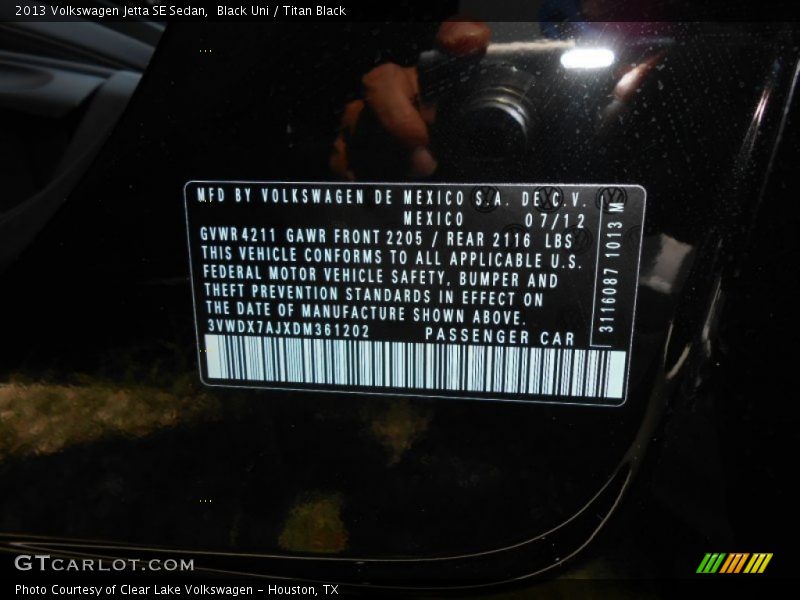 2013 Volkswagen Jetta SE Sedan,  Black Uni / Titan Black
MFD BY VOLKSWAGEN DE MEXICO S.A. DE C.V.
MEXICO 07/12
GVWR 4211 GAWR FRONT 2205 / REAR 2116 LBS
THIS VEHICLE CONFORMS TO ALL APPLICABLE U.S.
FEDERAL MOTOR VEHICLE SAFETY, BUMPER AND
THEFT PREVENTION STANDARDS IN EFFECT ON
THE DATE OF MANUFACTURE SHOWN ABOVE.
3VWDX7AJXDM361202 PASSENGER CAR
3116087 1013 M
GTCARLOT.COM
Photo Courtesy of Clear Lake Volkswagen - Houston, TX